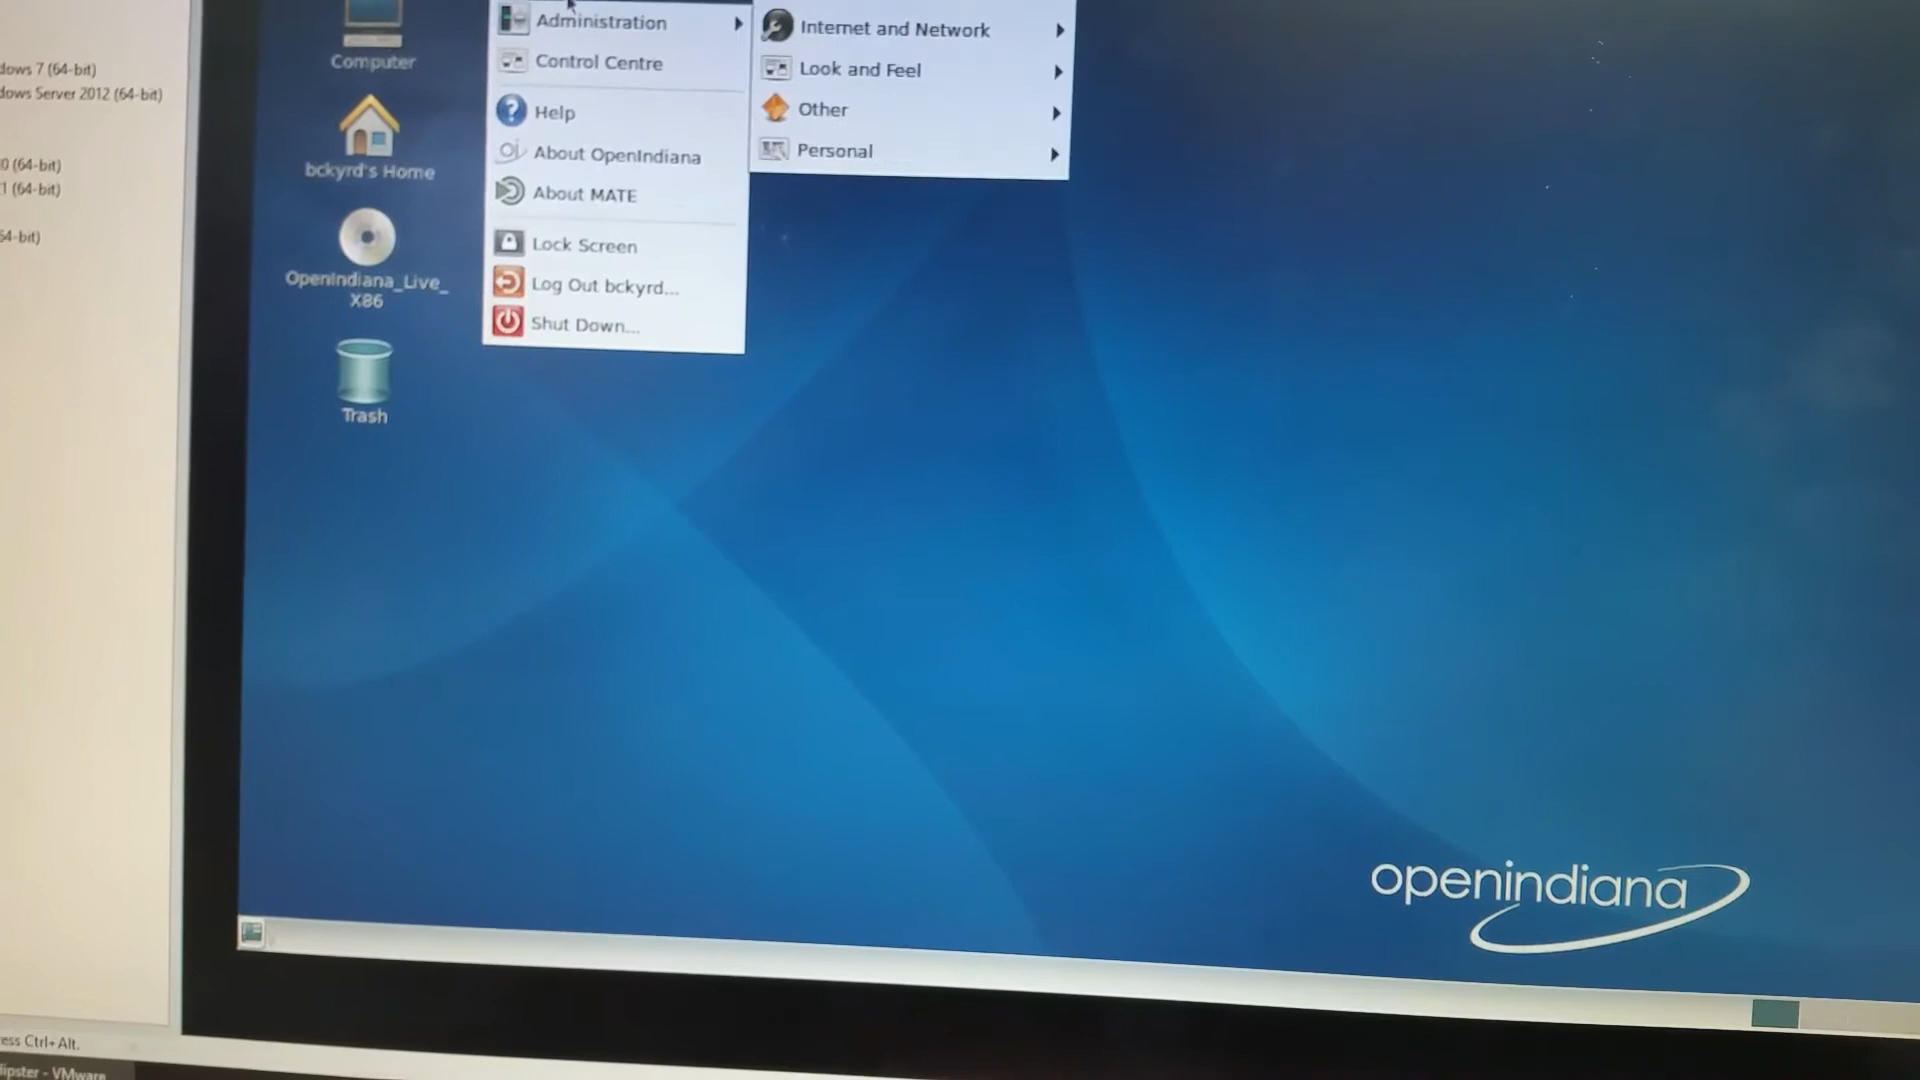 dows 7 (64-bit)
dows Server 2012 (64-bit)
0 (64-bit)
1 (64-bit)
54-bit)
ess Ctrl+Alt.
lipster - VMware
Computer
bckyrd's Home
OpenIndiana_Live_
X86
Trash
Administration
Control Centre
Help
About OpenIndiana
About MATE
Lock Screen
Log Out bckyrd...
Shut Down...
Internet and Network
Look and Feel
Other
Personal
openindiana